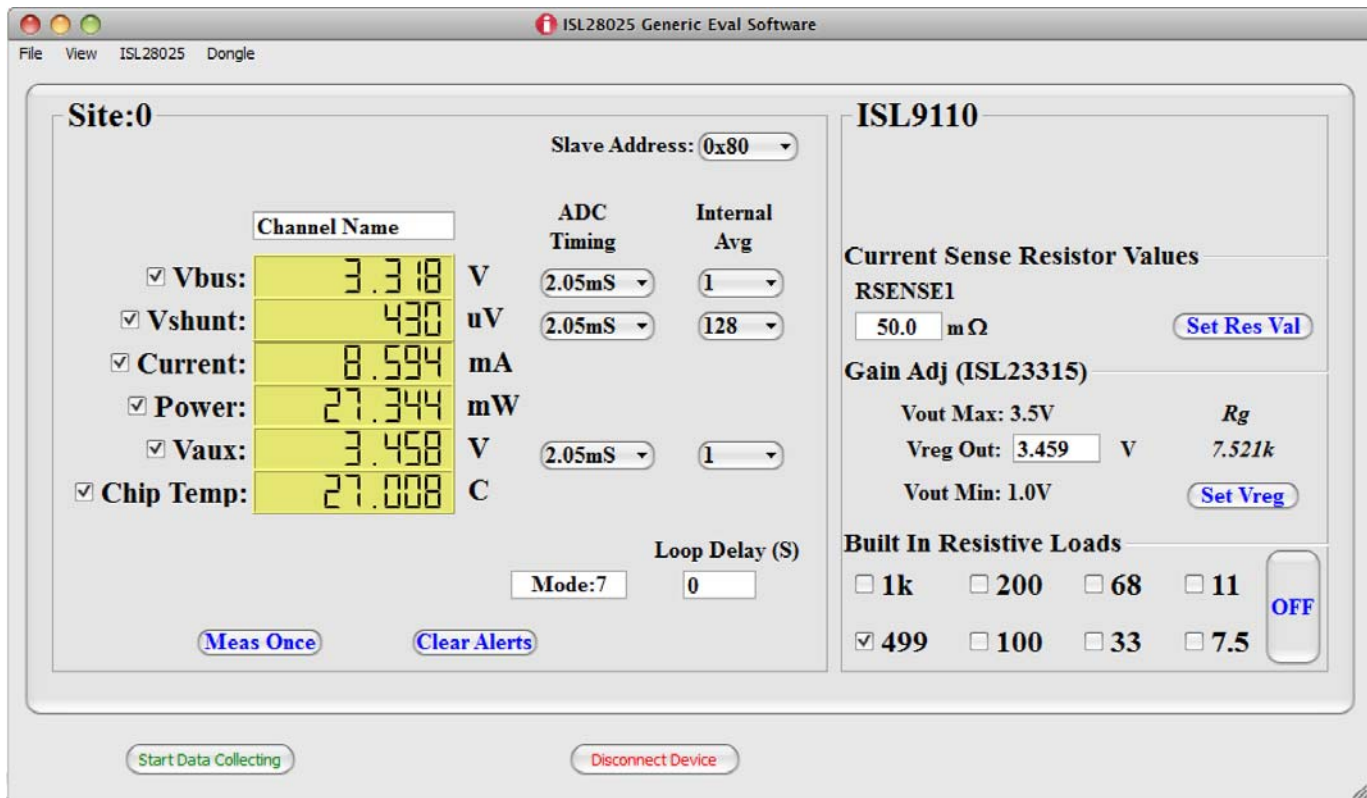 ISL28025 Generic Eval Software
File View ISL28025 Dongle
Site:0
Slave Address: 0x80
Channel Name
ADC Timing
Internal Avg
Vbus: 3.318 V 2.05mS 1
Vshunt: 430 uV 2.05mS 128
Current: 8.594 mA
Power: 27.344 mW
Vaux: 3.458 V 2.05mS 1
Chip Temp: 27.008 C
Loop Delay (S)
Mode:7 0
Meas Once Clear Alerts
ISL9110
Current Sense Resistor Values
RSENSE1
50.0 mΩ Set Res Val
Gain Adj (ISL23315)
Vout Max: 3.5V Rg
Vreg Out: 3.459 V 7.521k
Vout Min: 1.0V Set Vreg
Built In Resistive Loads
1k 200 68 11
OFF
499 100 33 7.5
Start Data Collecting Disconnect Device